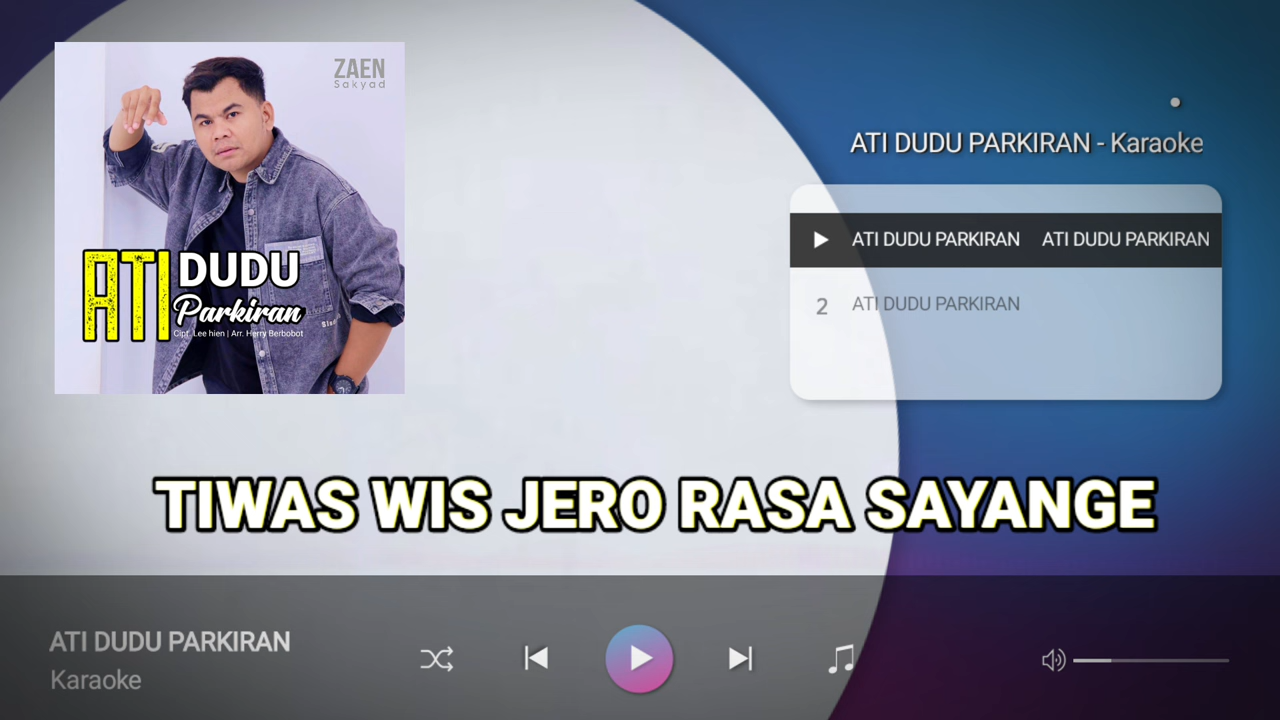 ZAEN
Sakyad
ATI DUDU
Parkiran
Cipt. Lee hien | Arr. Herry Berbobot
ATI DUDU PARKIRAN - Karaoke
ATI DUDU PARKIRAN ATI DUDU PARKIRAN
2 ATI DUDU PARKIRAN
TIWAS WIS JERO RASA SAYANGE
ATI DUDU PARKIRAN
Karaoke